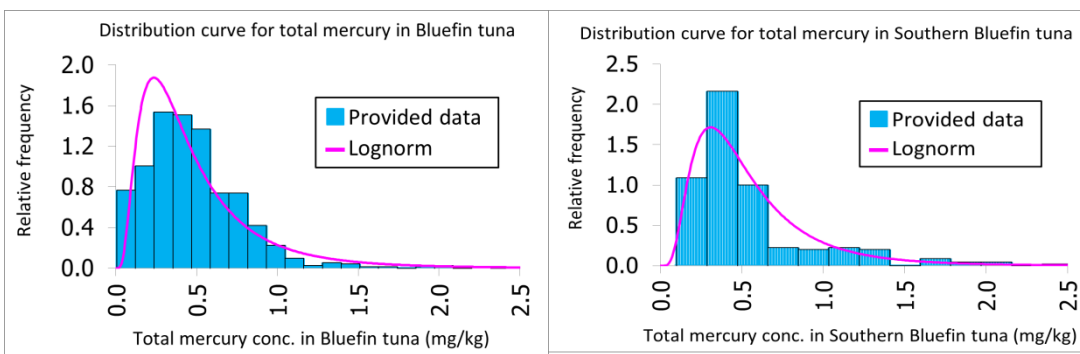 Distribution curve for total mercury in Bluefin tuna
Relative frequency
2.0
1.6
1.2
0.8
0.4
0.0
Provided data
Lognorm
0.0
0.5
1.0
1.5
2.0
2.5
Total mercury conc. in Bluefin tuna (mg/kg)
Distribution curve for total mercury in Southern Bluefin tuna
Relative frequency
2.5
2.0
1.5
1.0
0.5
0.0
Provided data
Lognorm
0.0
0.5
1.0
1.5
2.0
2.5
Total mercury conc. in Southern Bluefin tuna (mg/kg)